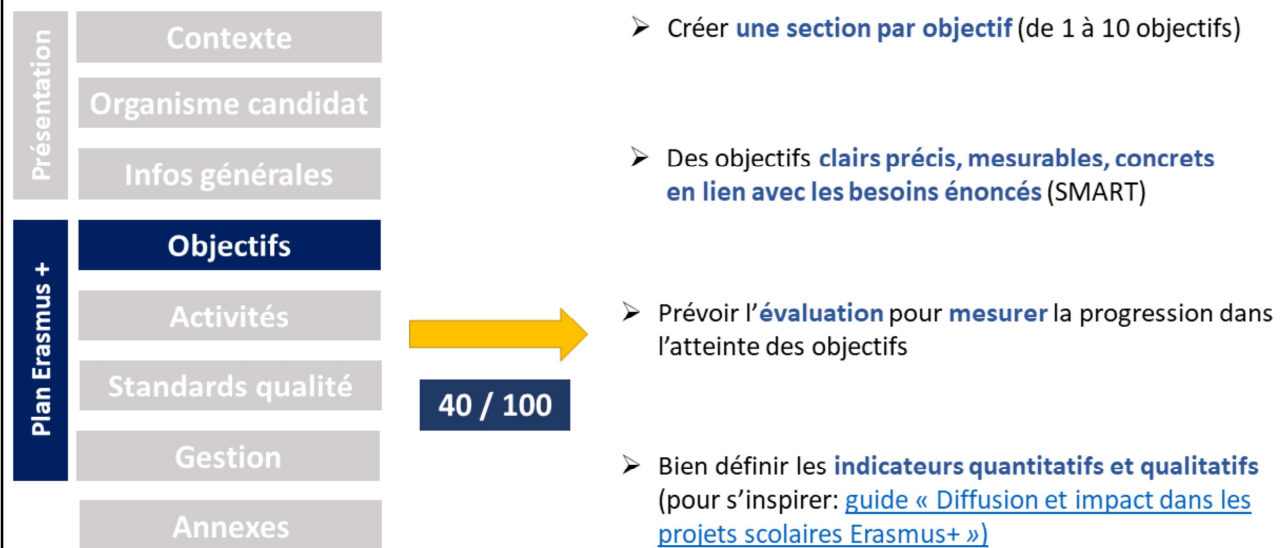 Présentation
Contexte
Organisme candidat
Infos générales
Plan Erasmus +
Objectifs
Activités
Standards qualité
Gestion
Annexes
40 / 100
➢ Créer une section par objectif (de 1 à 10 objectifs)
➢ Des objectifs clairs précis, mesurables, concrets
en lien avec les besoins énoncés (SMART)
➢ Prévoir l’évaluation pour mesurer la progression dans
l’atteinte des objectifs
➢ Bien définir les indicateurs quantitatifs et qualitatifs
(pour s’inspirer: guide « Diffusion et impact dans les
projets scolaires Erasmus+ »)